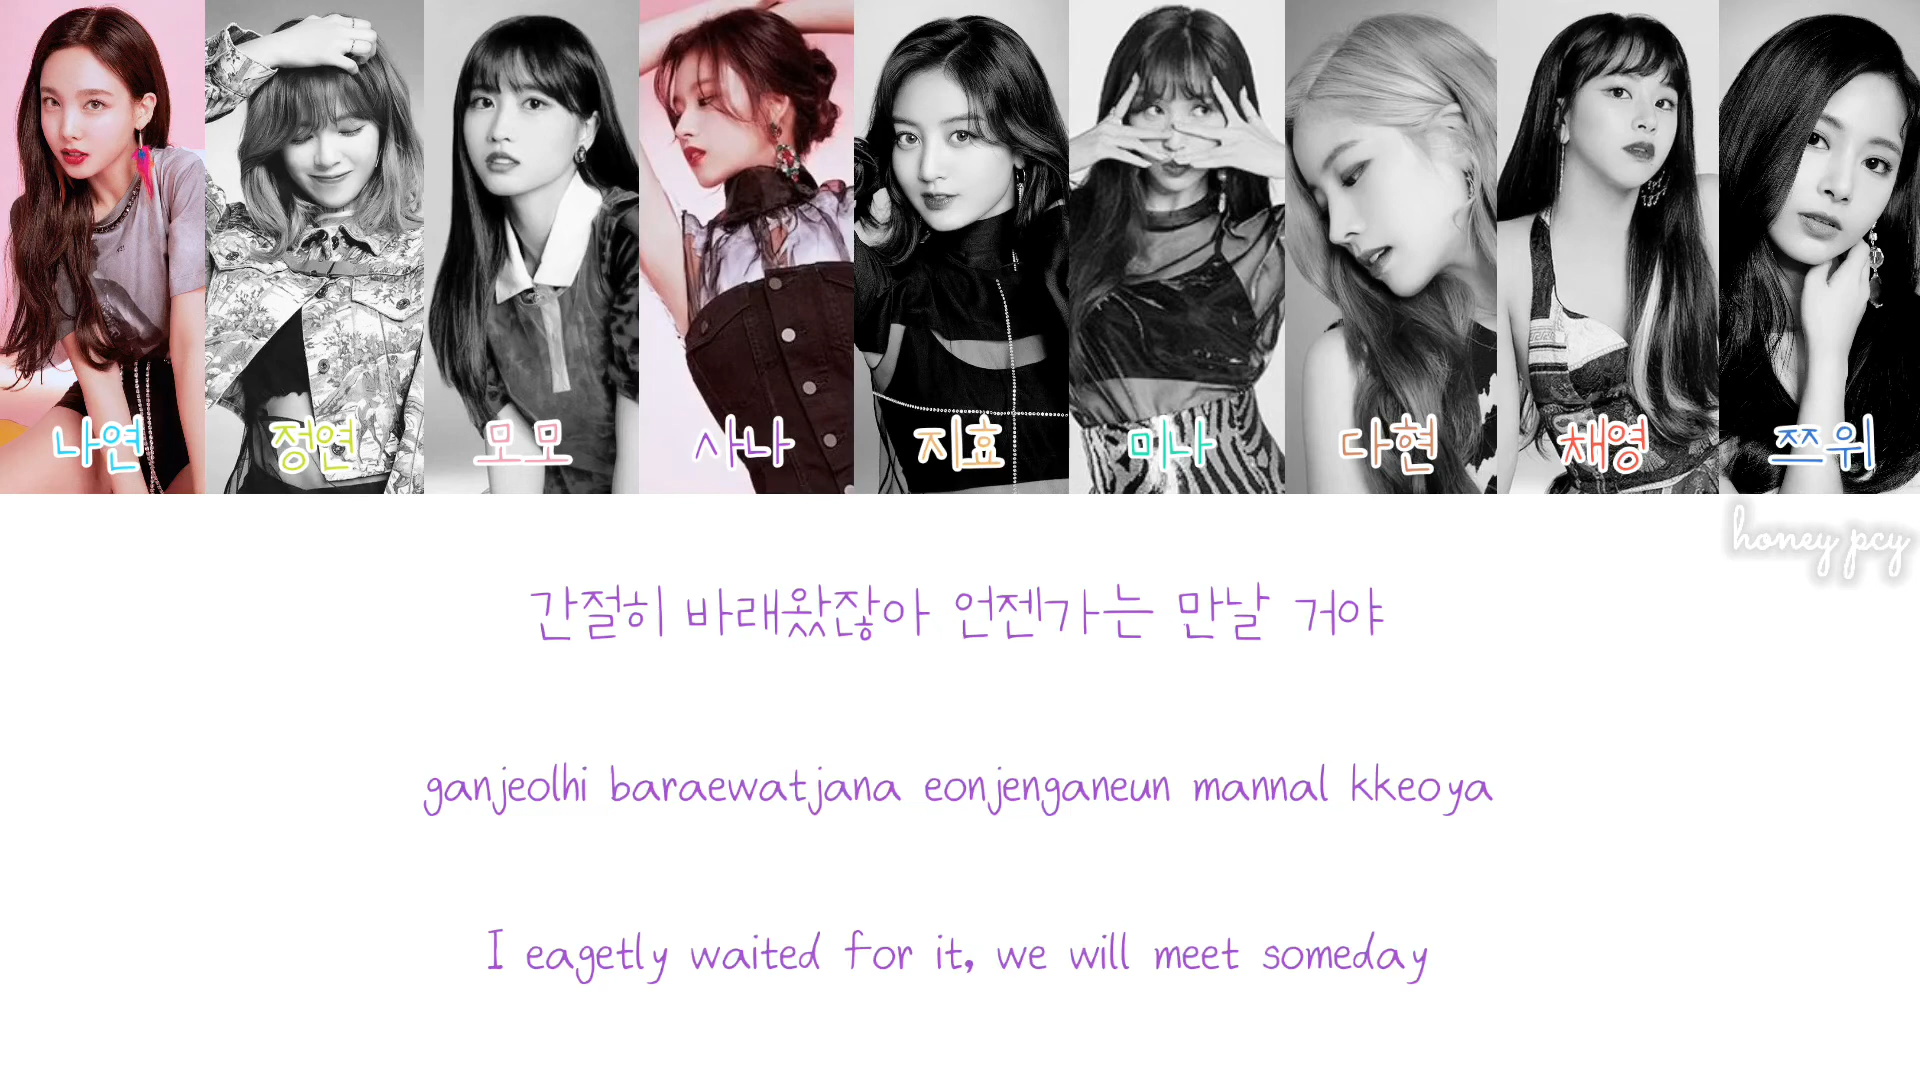 나연 정연 모모 사나 지효 미나 다현 채영 쯔위
honey pcy
간절히 바래왔잖아 언젠가는 만날 거야
ganjeolhi baraewatjana eonjenganeun mannal kkeoya
I eagetly waited for it, we will meet someday